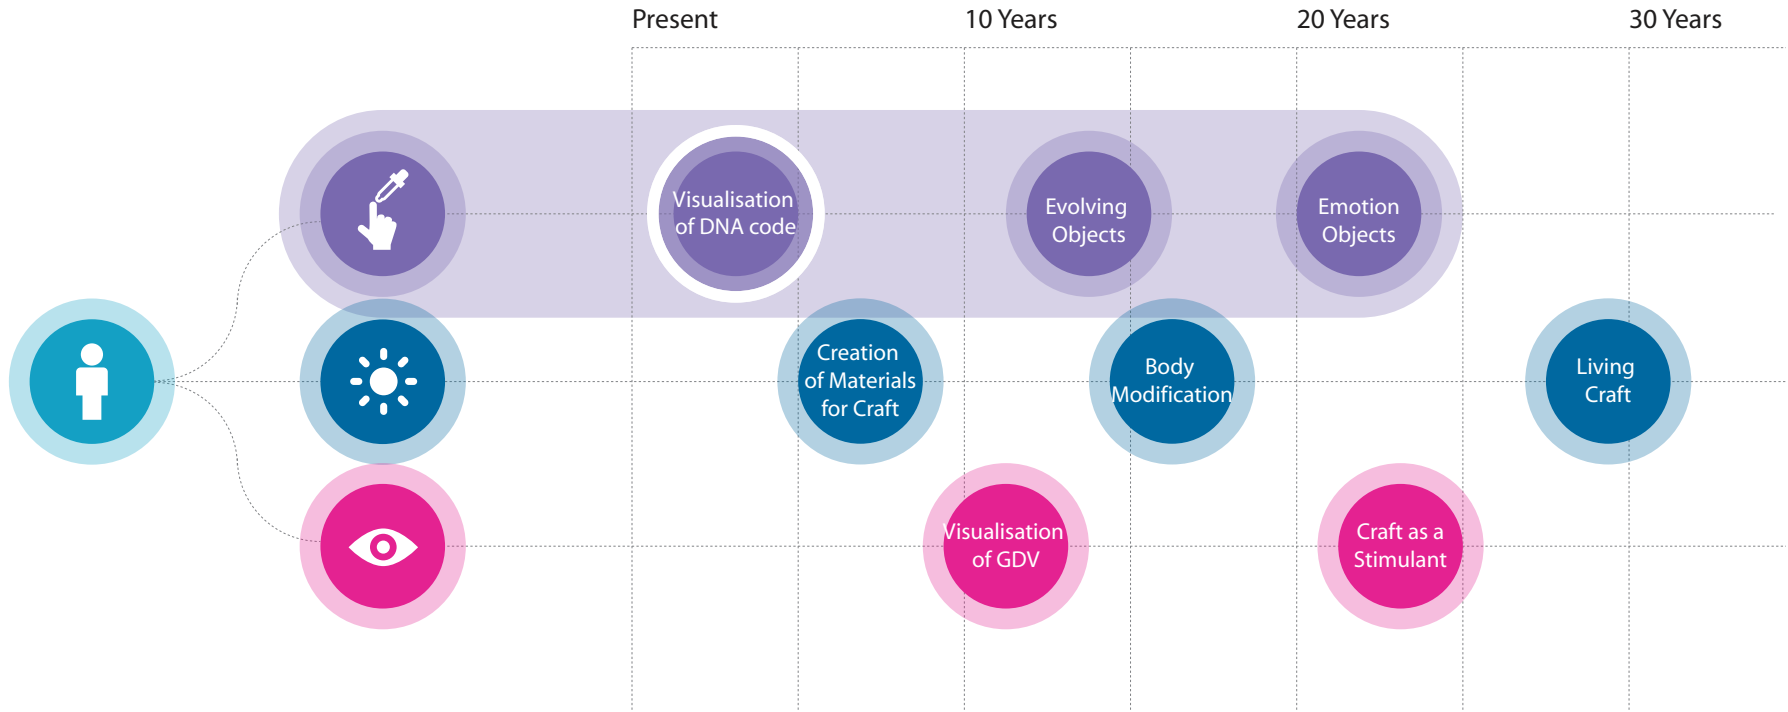 Present
10 Years
20 Years
30 Years
Visualisation
of DNA code
Evolving
Objects
Emotion
Objects
Creation
of Materials
for Craft
Body
Modification
Living
Craft
Visualisation
of GDV
Craft as a
Stimulant